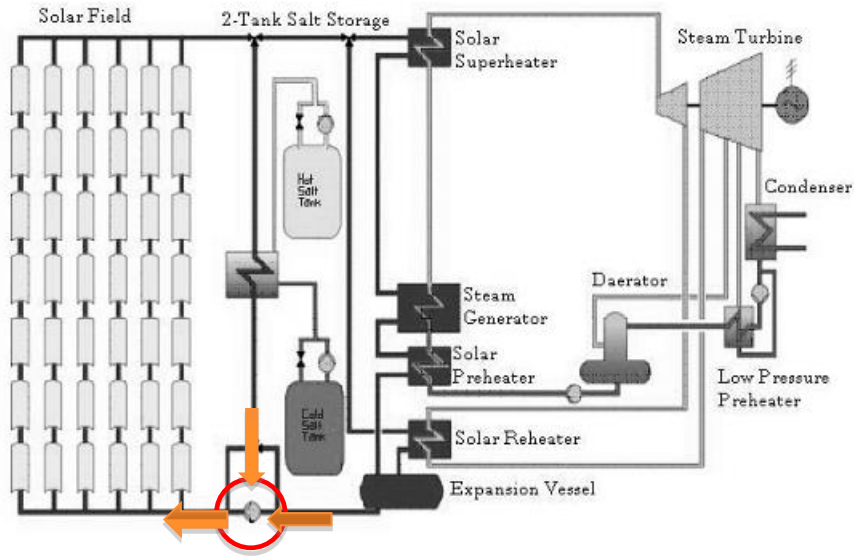 Solar Field
2-Tank Salt Storage
Solar
Superheater
Steam Turbine
Hot
Salt
Tank
Condenser
Steam
Generator
Daerator
Solar
Preheater
Low Pressure
Preheater
Cold
Salt
Tank
Solar Reheater
Expansion Vessel